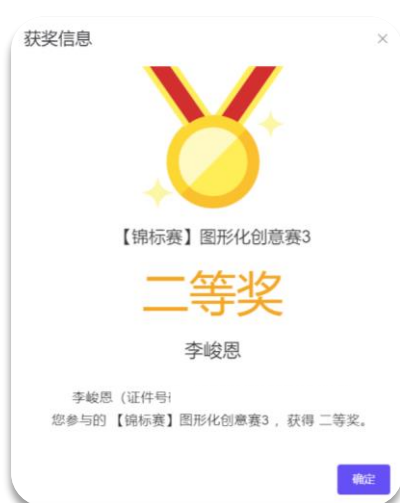 获奖信息
【锦标赛】图形化创意赛3
二等奖
李峻恩
李峻恩（证件号
您参与的 【锦标赛】图形化创意赛3 ，获得 二等奖。
确定